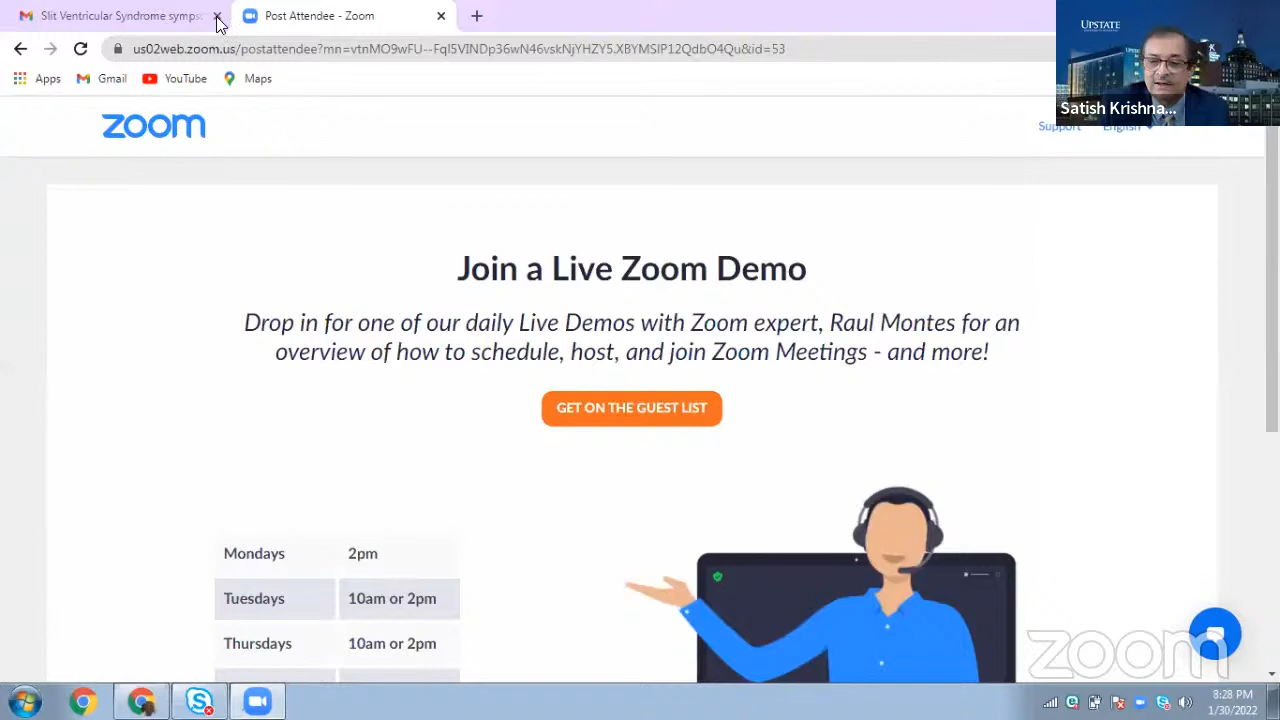 Slit Ventricular Syndrome symps
Post Attendee - Zoom
us02web.zoom.us/postattendee?mn=vtnMO9wFU--FqI5VINDp36wN46vskNjYHZY5.XBYMSIP12QdbO4Qu&id=53
Apps
Gmail
YouTube
Maps
UPSTATE
Satish Krishna...
zoom
Support
English
Join a Live Zoom Demo
Drop in for one of our daily Live Demos with Zoom expert, Raul Montes for an
overview of how to schedule, host, and join Zoom Meetings - and more!
GET ON THE GUEST LIST
Mondays 2pm
Tuesdays 10am or 2pm
Thursdays 10am or 2pm
zoom
8:28 PM
1/30/2022